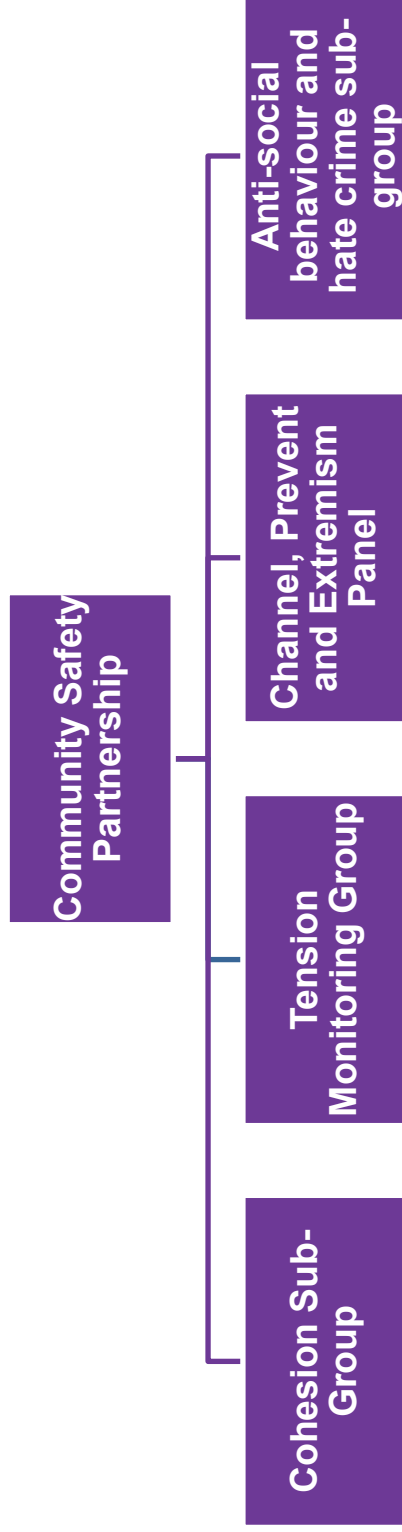 Community Safety
Partnership
Cohesion Sub-
Group
Tension
Monitoring Group
Channel, Prevent
and Extremism
Panel
Anti-social
behaviour and
hate crime sub-
group